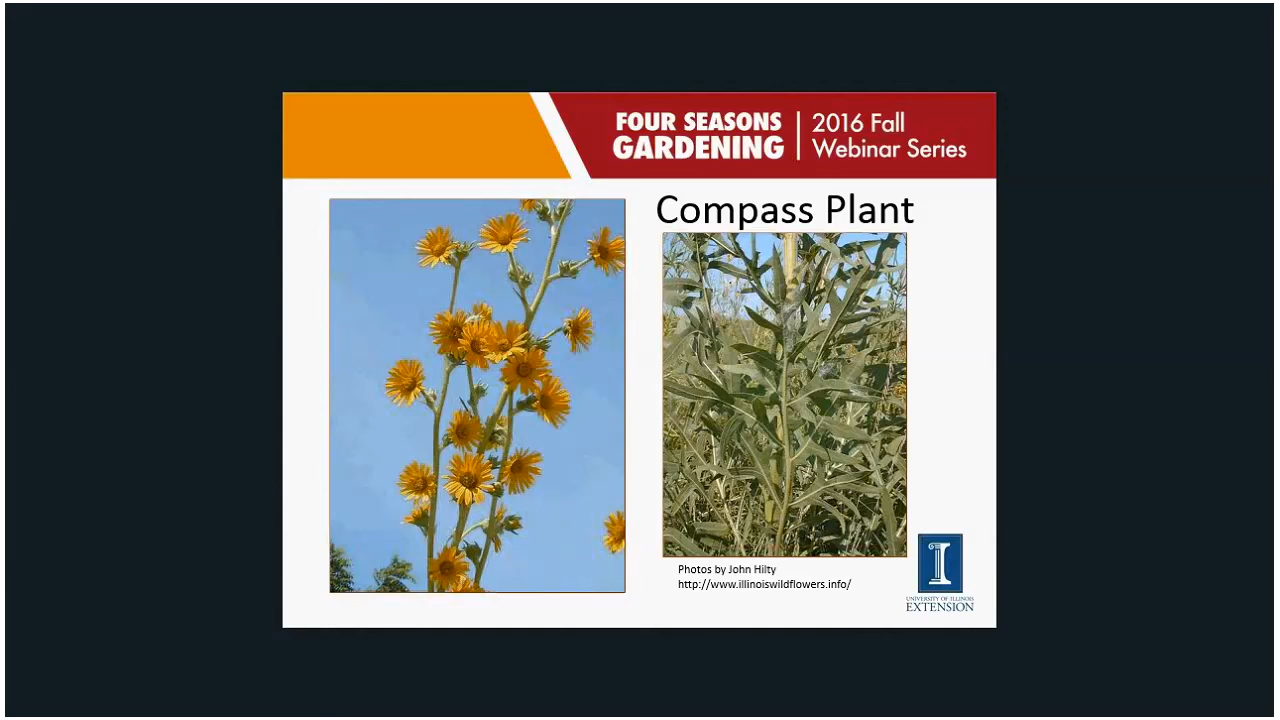 FOUR SEASONS
GARDENING
2016 Fall
Webinar Series
Compass Plant
Photos by John Hilty
http://www.illinoiswildflowers.info/
I
UNIVERSITY OF ILLINOIS
EXTENSION